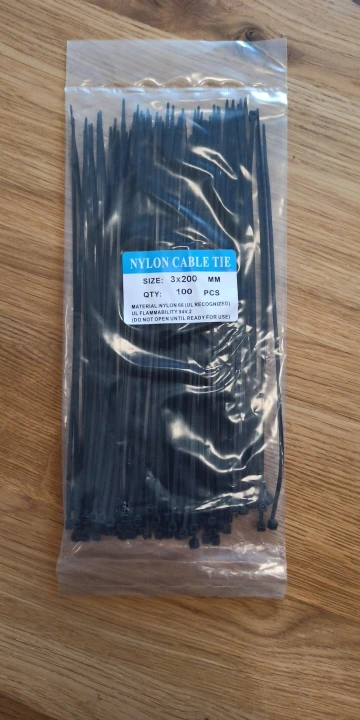 NYLON CABLE TIE
SIZE: 3x200 MM
QTY: 100 PCS
MATERIAL:NYLON 66 (UL RECOGNIZED)
UL FLAMMABILITY 94V.2
(DO NOT OPEN UNTIL READY FOR USE)